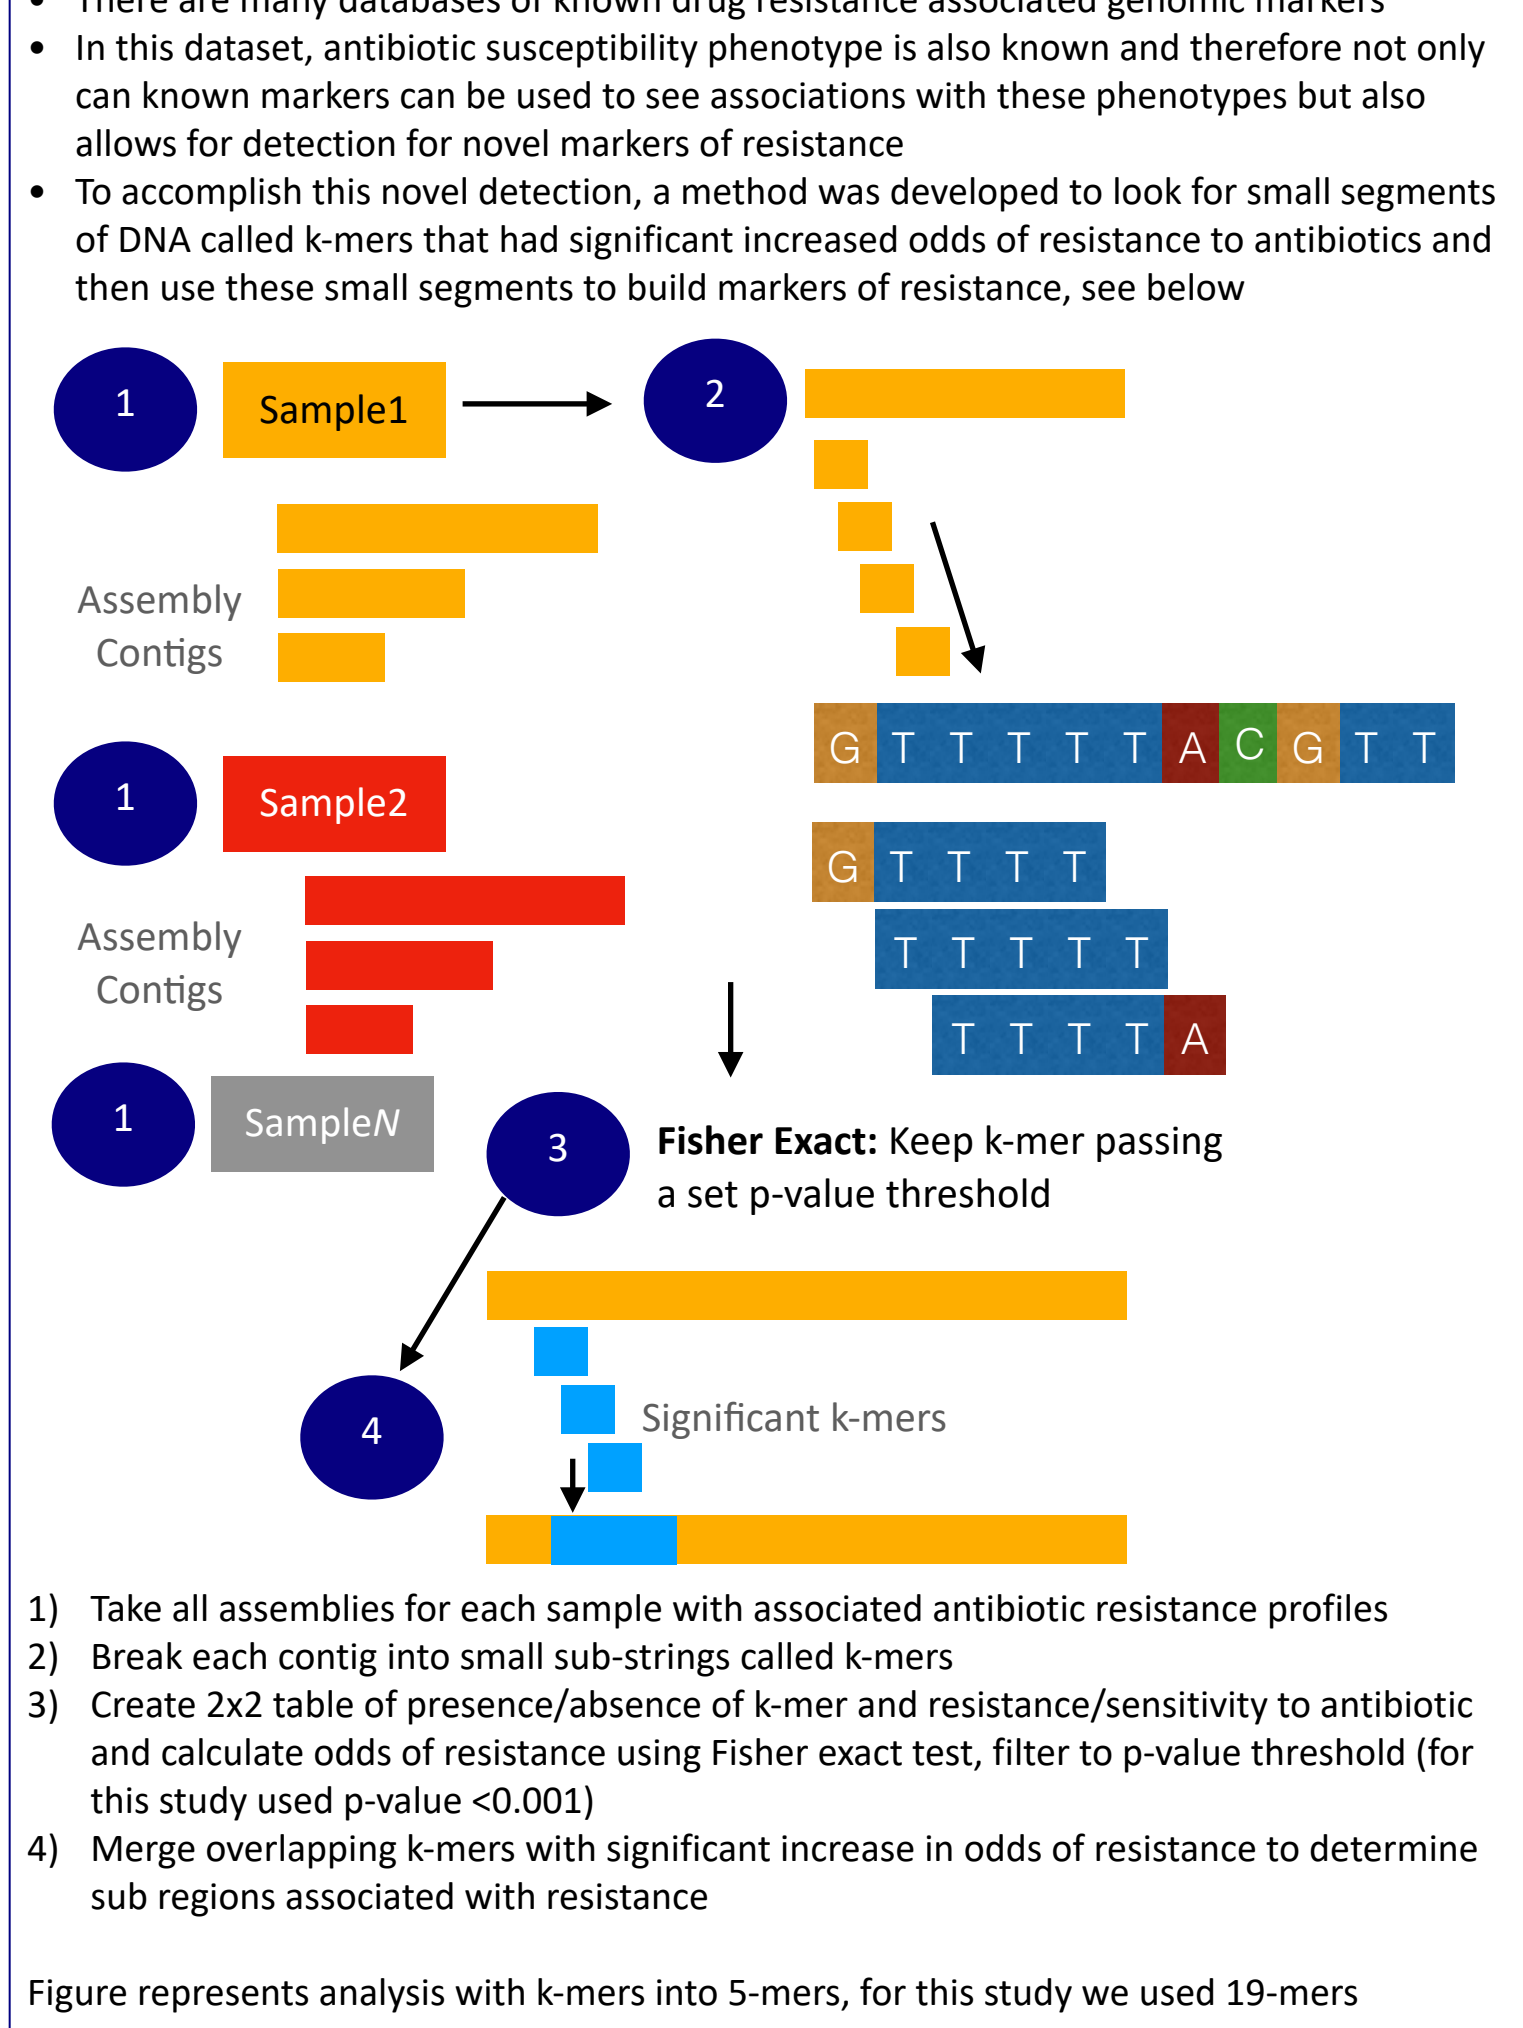 • There are many databases of known drug resistance associated genomic markers
• In this dataset, antibiotic susceptibility phenotype is also known and therefore not only
can known markers can be used to see associations with these phenotypes but also
allows for detection for novel markers of resistance
• To accomplish this novel detection, a method was developed to look for small segments
of DNA called k-mers that had significant increased odds of resistance to antibiotics and
then use these small segments to build markers of resistance, see below
1
Sample1
2
Assembly
Contigs
G T T T T T A C G T T
1
Sample2
G T T T T
T T T T T
T T T T A
Assembly
Contigs
1
SampleN
3
Fisher Exact: Keep k-mer passing
a set p-value threshold
4
Significant k-mers
1) Take all assemblies for each sample with associated antibiotic resistance profiles
2) Break each contig into small sub-strings called k-mers
3) Create 2x2 table of presence/absence of k-mer and resistance/sensitivity to antibiotic
and calculate odds of resistance using Fisher exact test, filter to p-value threshold (for
this study used p-value <0.001)
4) Merge overlapping k-mers with significant increase in odds of resistance to determine
sub regions associated with resistance
Figure represents analysis with k-mers into 5-mers, for this study we used 19-mers